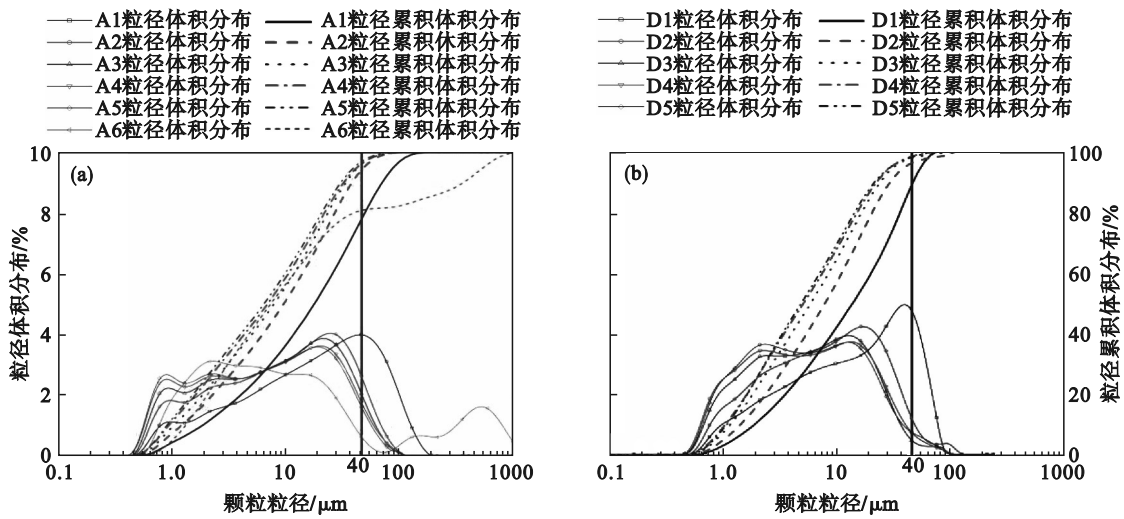 A1粒径体积分布 A1粒径累积体积分布
A2粒径体积分布 A2粒径累积休积分布
A3粒径体积分布 A3粒径累积体积分布
A4粒径体积分布 A4粒径累积体积分布
A5粒径体积分布 A5粒径累积体积分布
A6粒径体积分布 A6粒径累积体积分布
(a)
粒径体积分布/%
10
8
6
4
2
0
0.1 1.0 10 40 100 1000
颗粒粒径/μm
D1粒径体积分布 D1粒径累积体积分布
D2粒径体积分布 D2粒径累积体积分布
D3粒径体积分布 D3粒径累积体积分布
D4粒径体积分布 D4粒径累积体积分布
D5粒径体积分布 D5粒径累积体积分布
(b)
100
80
60
40
20
0
粒径累积体积分布/%
0.1 1.0 10 40 100 1000
颗粒粒径/μm